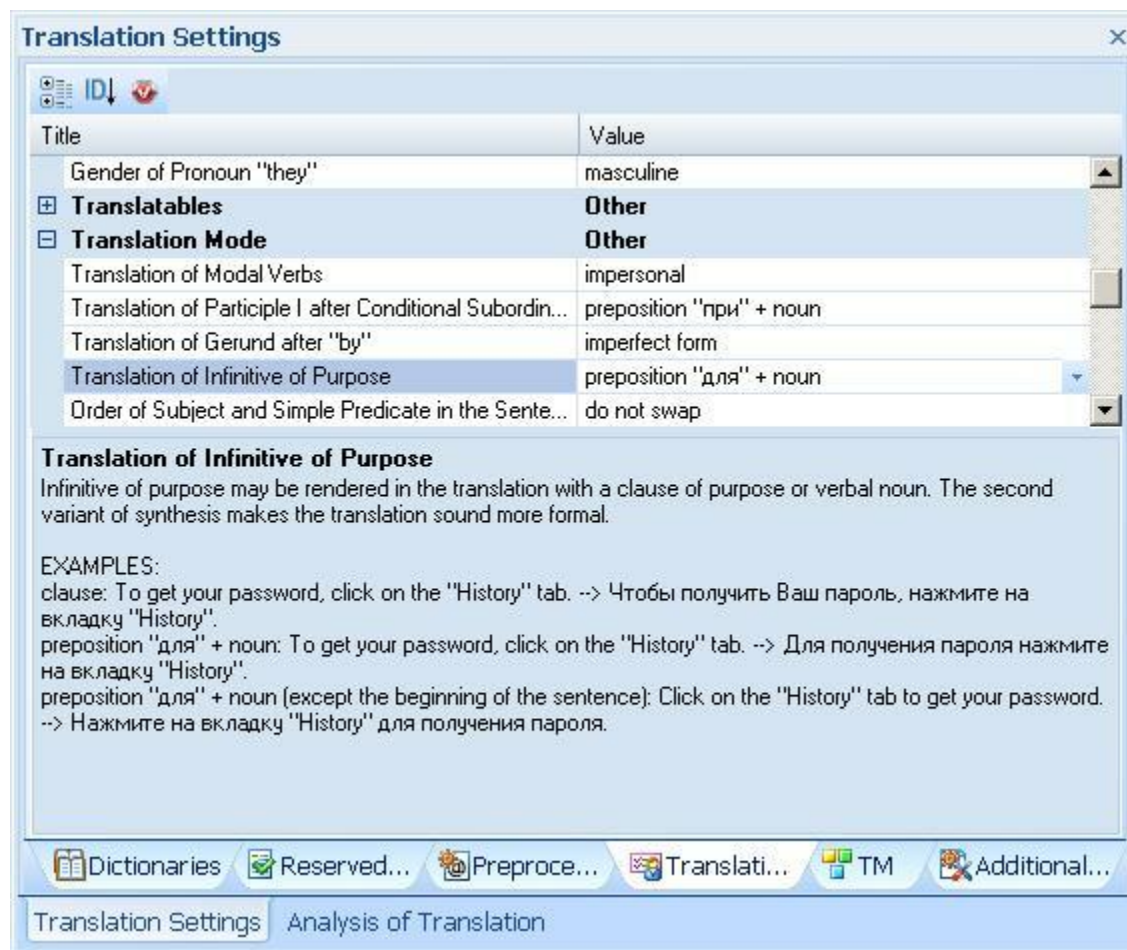 Translation Settings
ID
Title Value
Gender of Pronoun "they" masculine
Translatables Other
Translation Mode Other
Translation of Modal Verbs impersonal
Translation of Participle I after Conditional Subordin... preposition "при" + noun
Translation of Gerund after "by" imperfect form
Translation of Infinitive of Purpose preposition "для" + noun
Order of Subject and Simple Predicate in the Sente... do not swap
Translation of Infinitive of Purpose
Infinitive of purpose may be rendered in the translation with a clause of purpose or verbal noun. The second
variant of synthesis makes the translation sound more formal.
EXAMPLES:
clause: To get your password, click on the "History" tab. --> Чтобы получить Ваш пароль, нажмите на
вкладку "History".
preposition "для" + noun: To get your password, click on the "History" tab. --> Для получения пароля нажмите
на вкладку "History".
preposition "для" + noun (except the beginning of the sentence): Click on the "History" tab to get your password.
--> Нажмите на вкладку "History" для получения пароля.
Dictionaries Reserved... Preproce... Translati... TM Additional...
Translation Settings Analysis of Translation